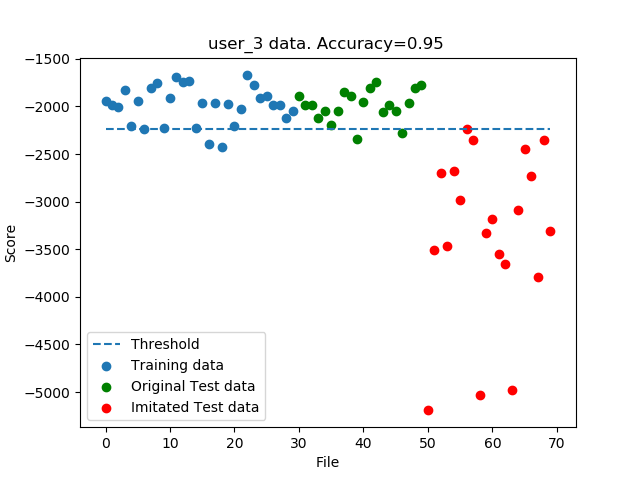 user_3 data. Accuracy=0.95
−1500
−2000
−2500
−3000
−3500
−4000
−4500
−5000
Score
Threshold
Training data
Original Test data
Imitated Test data
0 10 20 30 40 50 60 70
File